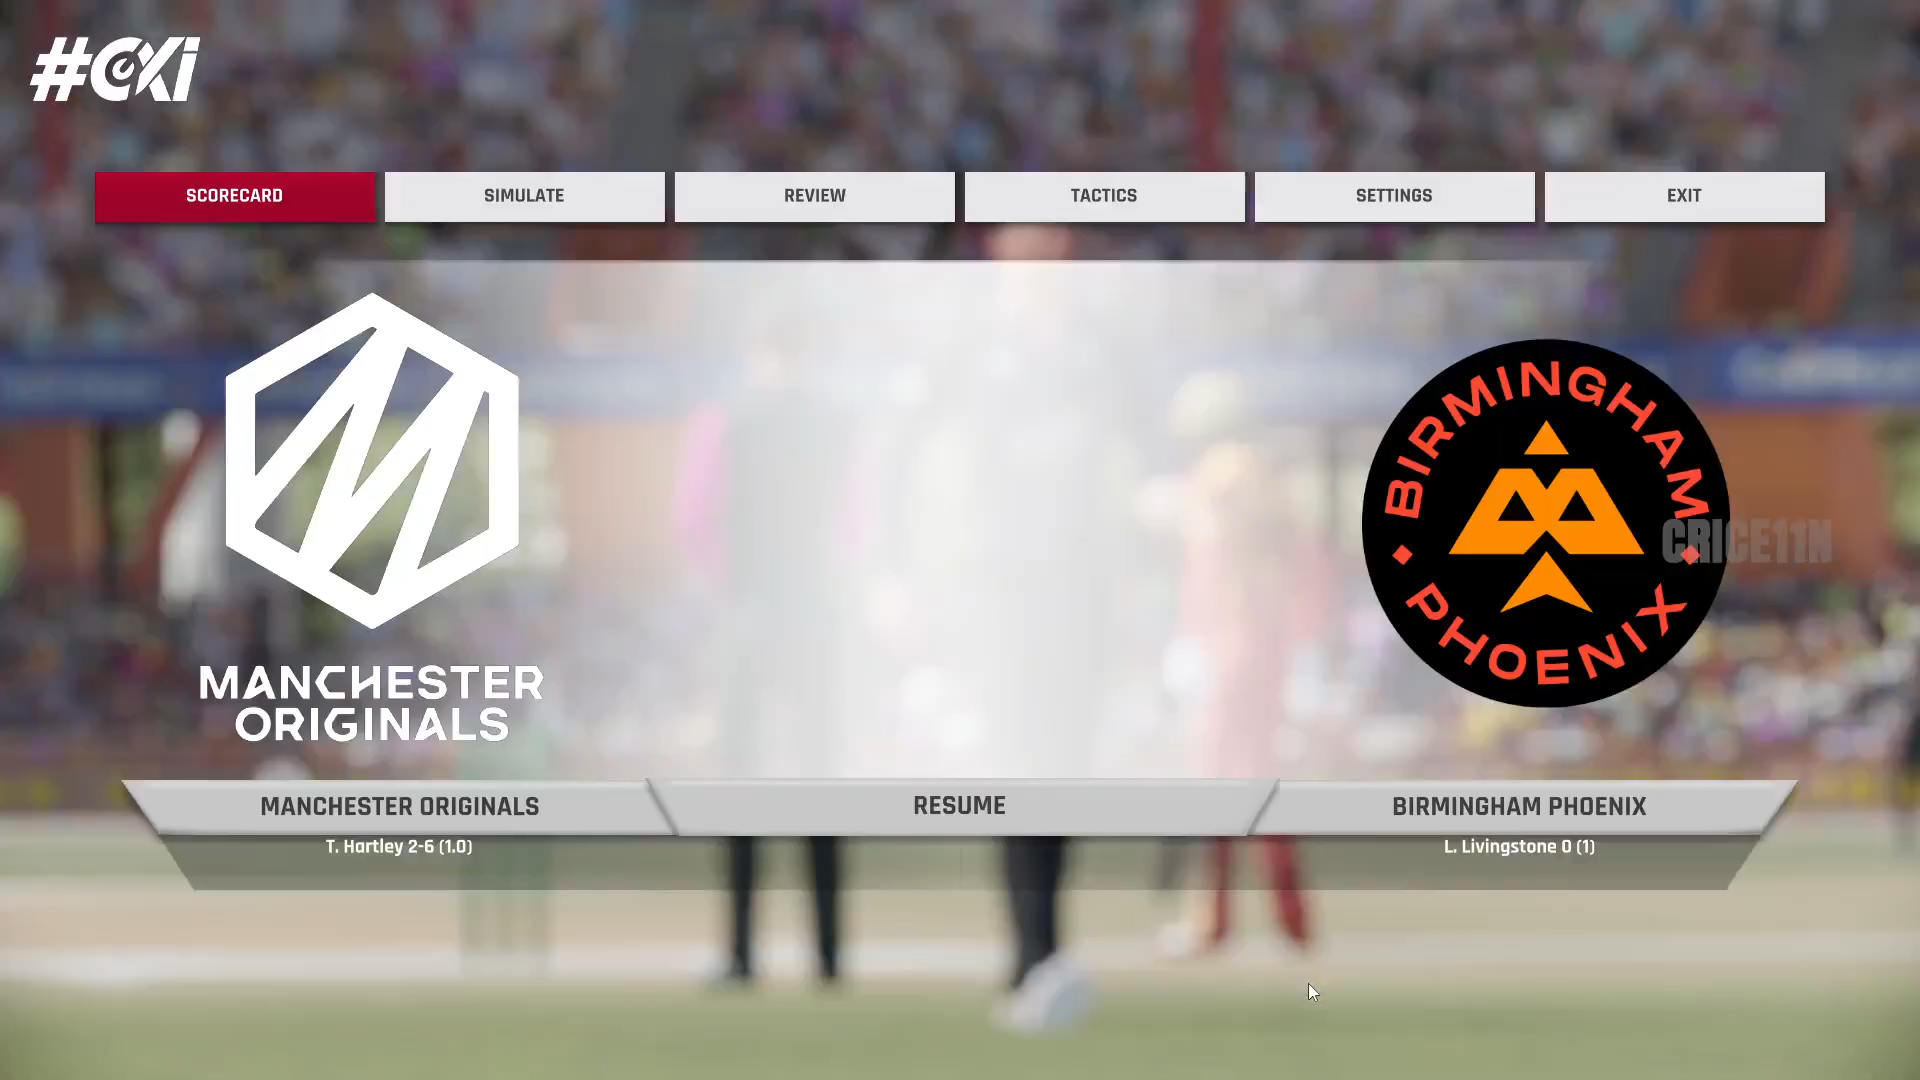 #CXi
SCORECARD
SIMULATE
REVIEW
TACTICS
SETTINGS
EXIT
MANCHESTER
ORIGINALS
BIRMINGHAM
PHOENIX
CRICE11N
MANCHESTER ORIGINALS
RESUME
BIRMINGHAM PHOENIX
T. Hartley 2-6 (1.0)
L. Livingstone 0 (1)